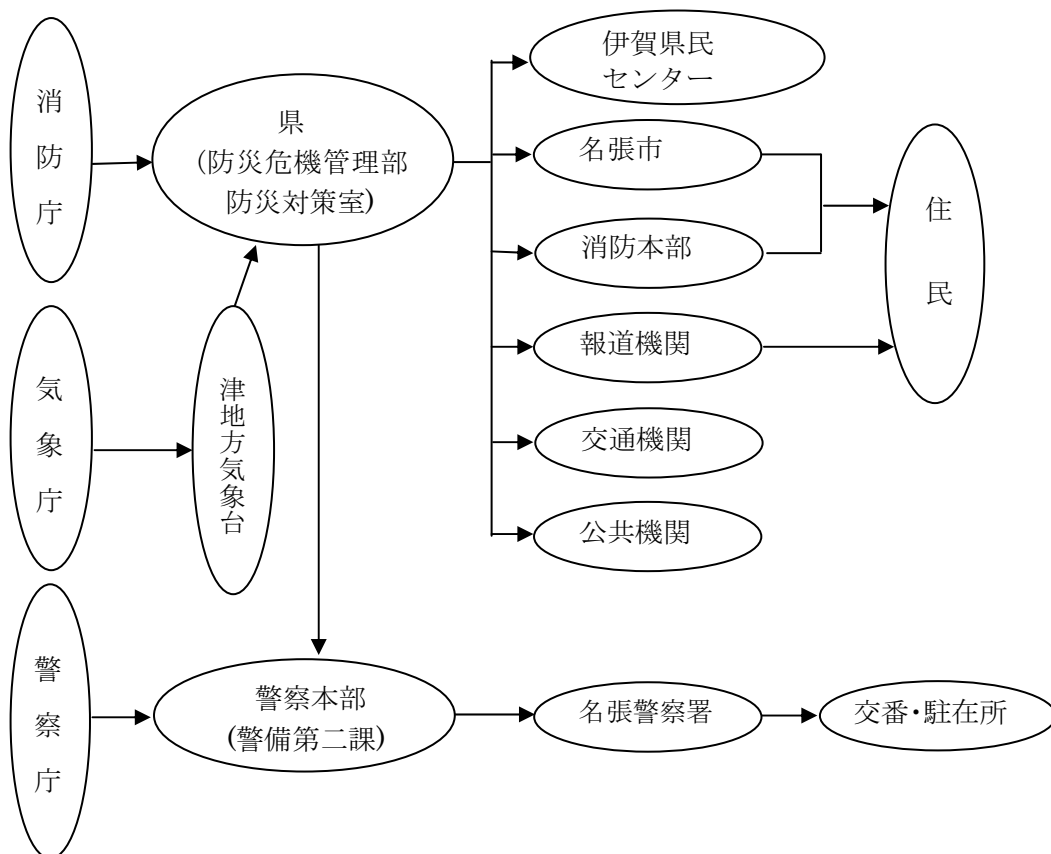 消防庁
県
(防災危機管理部
防災対策室)
伊賀県民
センター
名張市
消防本部
報道機関
交通機関
公共機関
住民
気象庁
津地方気象台
警察庁
警察本部
(警備第二課)
名張警察署
交番・駐在所